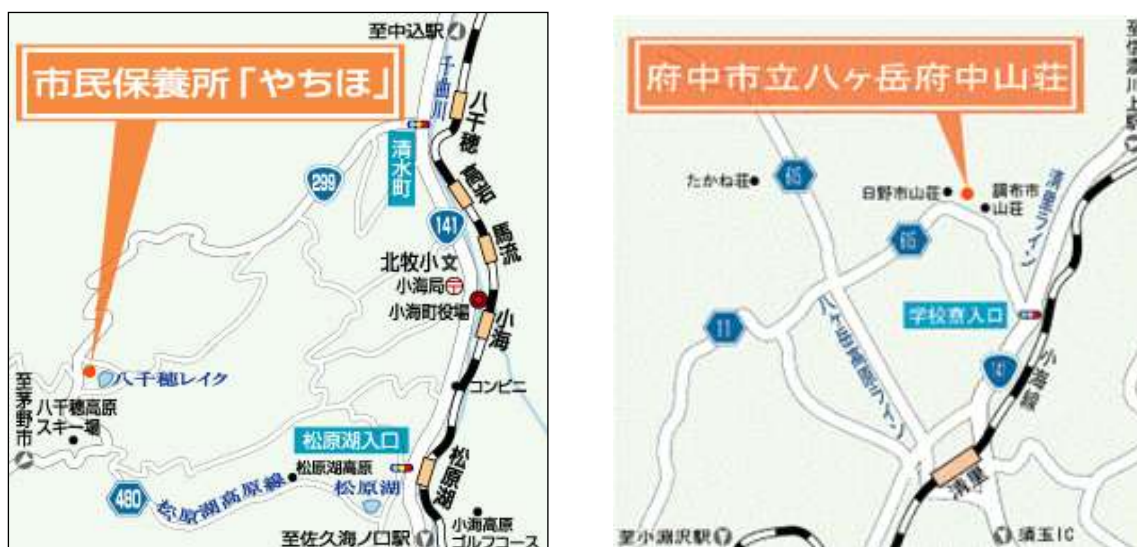 至中込駅
市民保養所「やちほ」
千曲川
八千穂
清水町
299
高岩
141
馬流
北牧小 文
小海局
小海町役場
小海
八千穂レイク
至茅野市
コンビニ
八千穂高原
スキー場
松原湖入口
松原湖高原
松原湖
松原湖
480
松原湖高原線
小海高原
ゴルフコース
至佐久海ノ口駅
至信濃川上駅
府中市立八ヶ岳府中山荘
たかね荘
615
日野市山荘
調布市
山荘
清里ライン
615
11
学校寮入口
八ヶ岳高原ライン
141
小海線
清里
至小淵沢駅
須玉IC